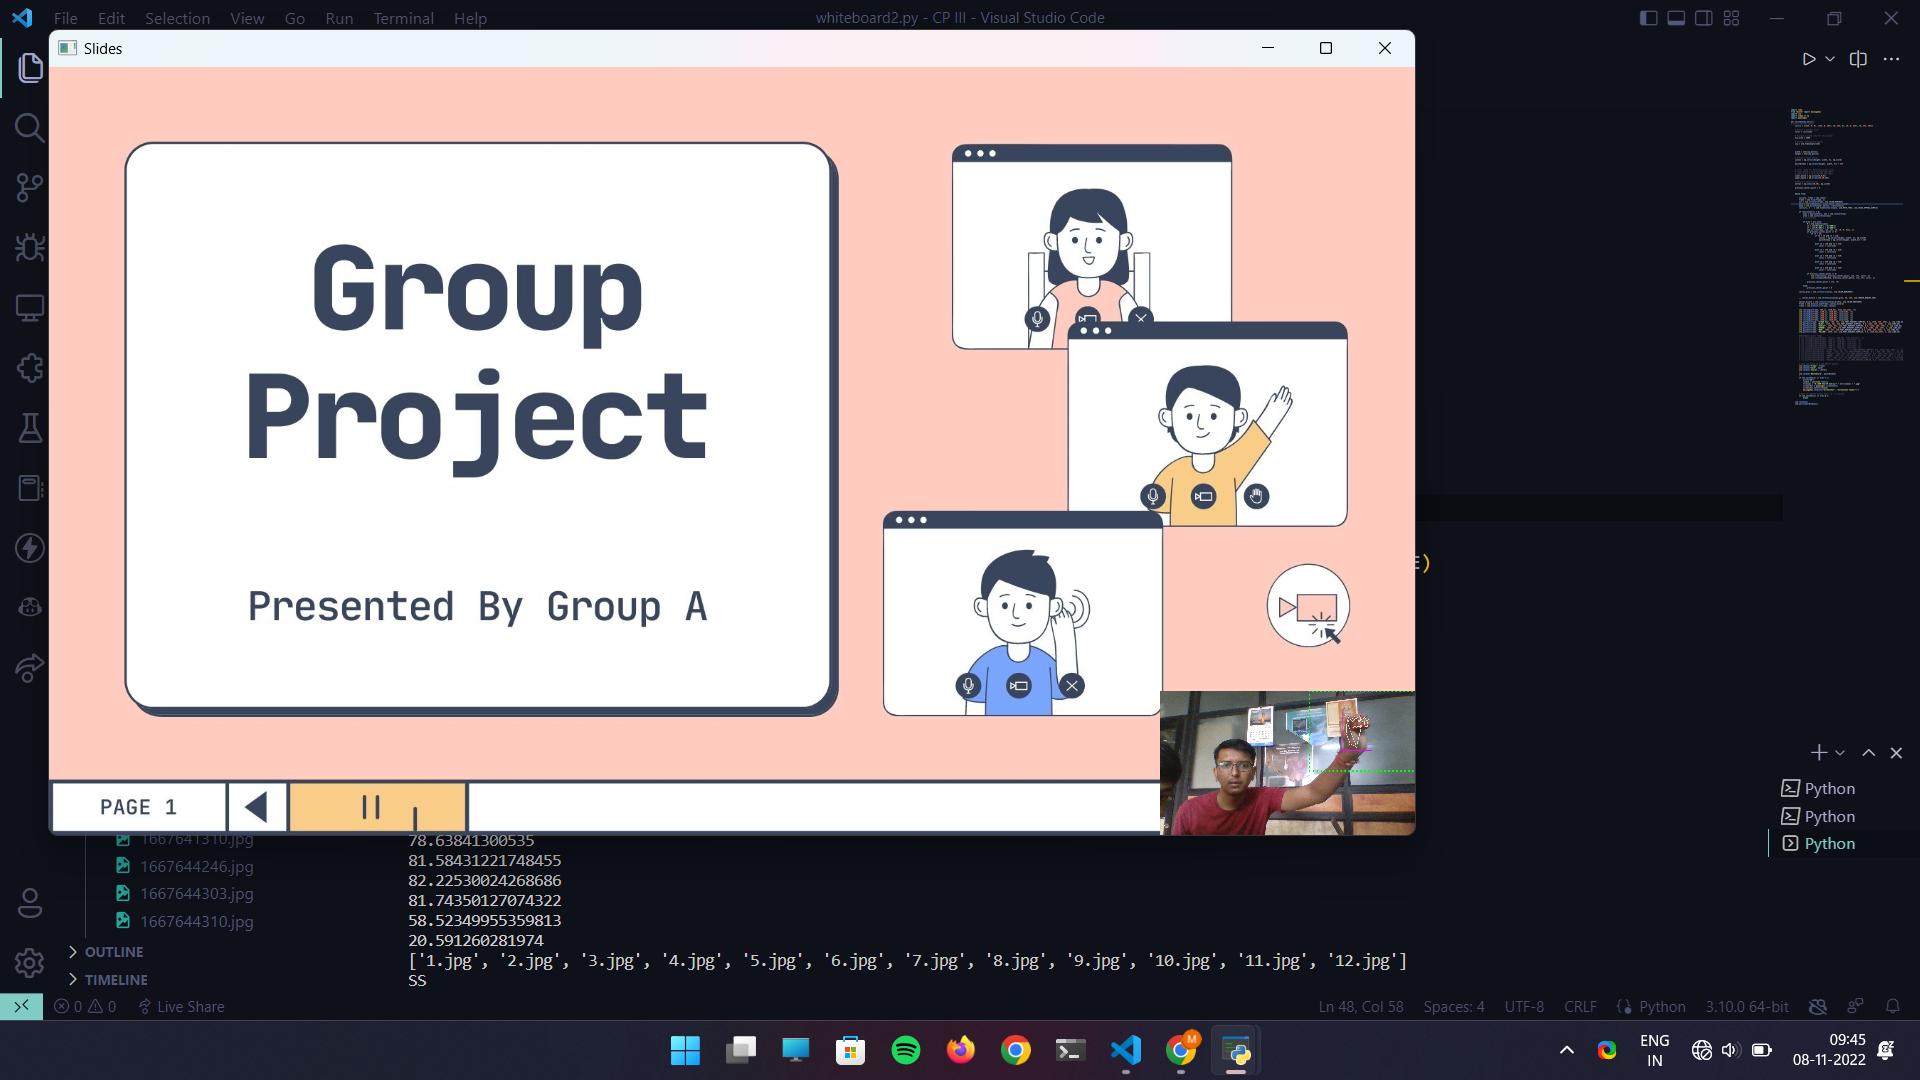 File Edit Selection View Go Run Terminal Help
whiteboard2.py - CP III - Visual Studio Code
Slides
Group
Project
Presented By Group A
PAGE 1
E)
Python
Python
Python
1667641310.jpg
1667644246.jpg
1667644303.jpg
1667644310.jpg
OUTLINE
TIMELINE
78.63841300535
81.58431221748455
82.22530024268686
81.74350127074322
58.52349955359813
20.591260281974
['1.jpg', '2.jpg', '3.jpg', '4.jpg', '5.jpg', '6.jpg', '7.jpg', '8.jpg', '9.jpg', '10.jpg', '11.jpg', '12.jpg']
SS
0 0 Live Share
Ln 48, Col 58 Spaces: 4 UTF-8 CRLF Python 3.10.0 64-bit
M
ENG
IN
09:45
08-11-2022